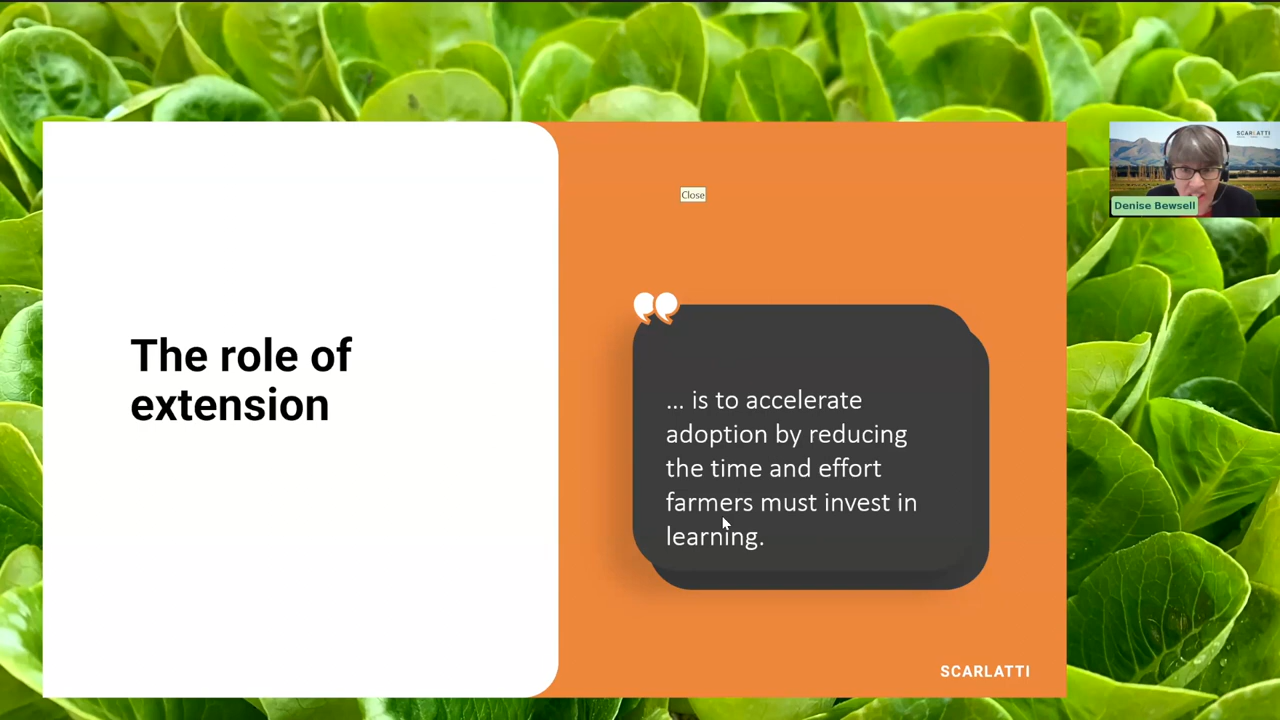 The role of
extension
Close
... is to accelerate
adoption by reducing
the time and effort
farmers must invest in
learning.
SCARLATTI
SCARLATTI
Denise Bewsell